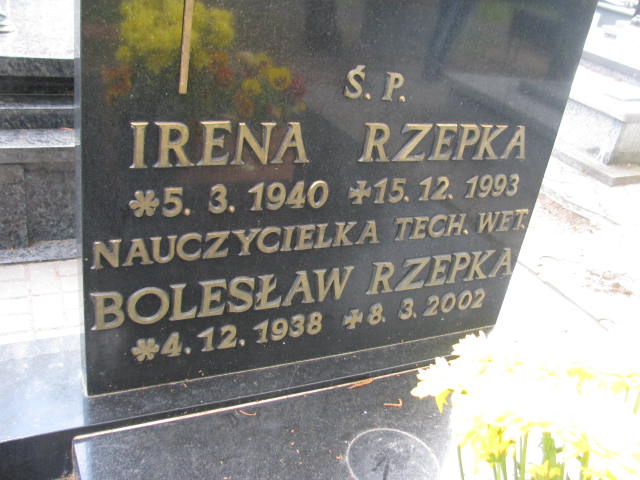 Ś. P.
IRENA RZEPKA
*5. 3. 1940 ✠15. 12. 1993
NAUCZYCIELKA TECH. WET.
BOLESŁAW RZEPKA
*4. 12. 1938 ✠8. 3. 2002